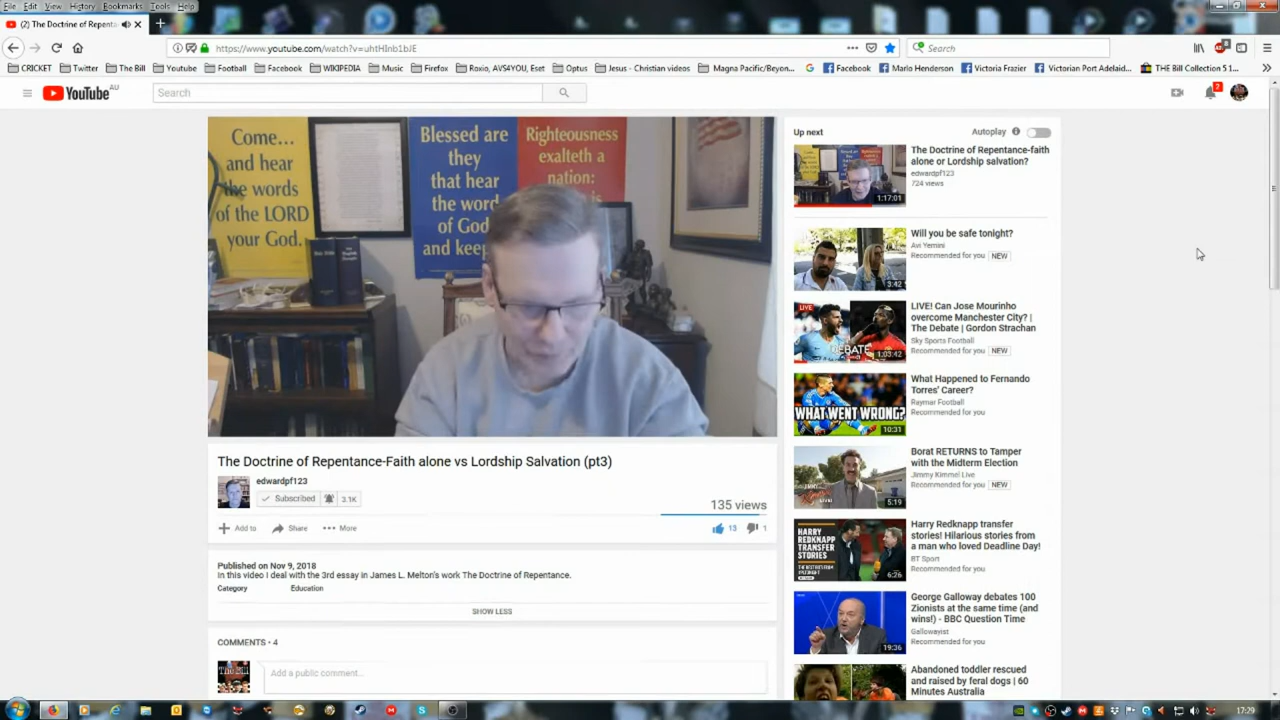 File Edit View History Bookmarks Tools Help
(2) The Doctrine of Repenta
https://www.youtube.com/watch?v=uhtHInb1bIE
Search
CRICKET Twitter The Bill Youtube Football Facebook WIKIPEDIA Music Firefox Roxio, AVS4YOU, Eset Optus Jesus - Christian videos Magna Pacific/Beyon... Facebook Marlo Henderson Victoria Frazier Victorian Port Adelaid... THE Bill Collection 5 1...
YouTube AU
Search
7
Come...
and hear
the words
of the LORD
your God.
Blessed are
they
that hear
the word
of God,
and keep
Righteousness
exalteth a
nation:
Holy Bible
The Doctrine of Repentance-Faith alone vs Lordship Salvation (pt3)
edwardpf123
Subscribed 3.1K
135 views
Add to Share More
13 1
Published on Nov 9, 2018
In this video I deal with the 3rd essay in James L. Melton's work The Doctrine of Repentance.
Category Education
SHOW LESS
COMMENTS • 4
The Bill
Add a public comment...
Up next Autoplay
The Doctrine of Repentance-faith
alone or Lordship salvation?
edwardpf123
724 views
1:17:01
Will you be safe tonight?
Avi Yemini
Recommended for you NEW
3:42
LIVE! Can Jose Mourinho
overcome Manchester City? |
The Debate | Gordon Strachan
Sky Sports Football
Recommended for you NEW
LIVE
DEBATE
1:03:42
What Happened to Fernando
Torres' Career?
Raymar Football
Recommended for you
WHAT WENT WRONG?
10:31
Borat RETURNS to Tamper
with the Midterm Election
Jimmy Kimmel Live
Recommended for you NEW
5:19
Harry Redknapp transfer
stories! Hilarious stories from
a man who loved Deadline Day!
BT Sport
Recommended for you
HARRY
REDKNAPP
TRANSFER
STORIES
6:26
George Galloway debates 100
Zionists at the same time (and
wins!) - BBC Question Time
Gallowayist
Recommended for you
19:36
Abandoned toddler rescued
and raised by feral dogs | 60
Minutes Australia
17:29